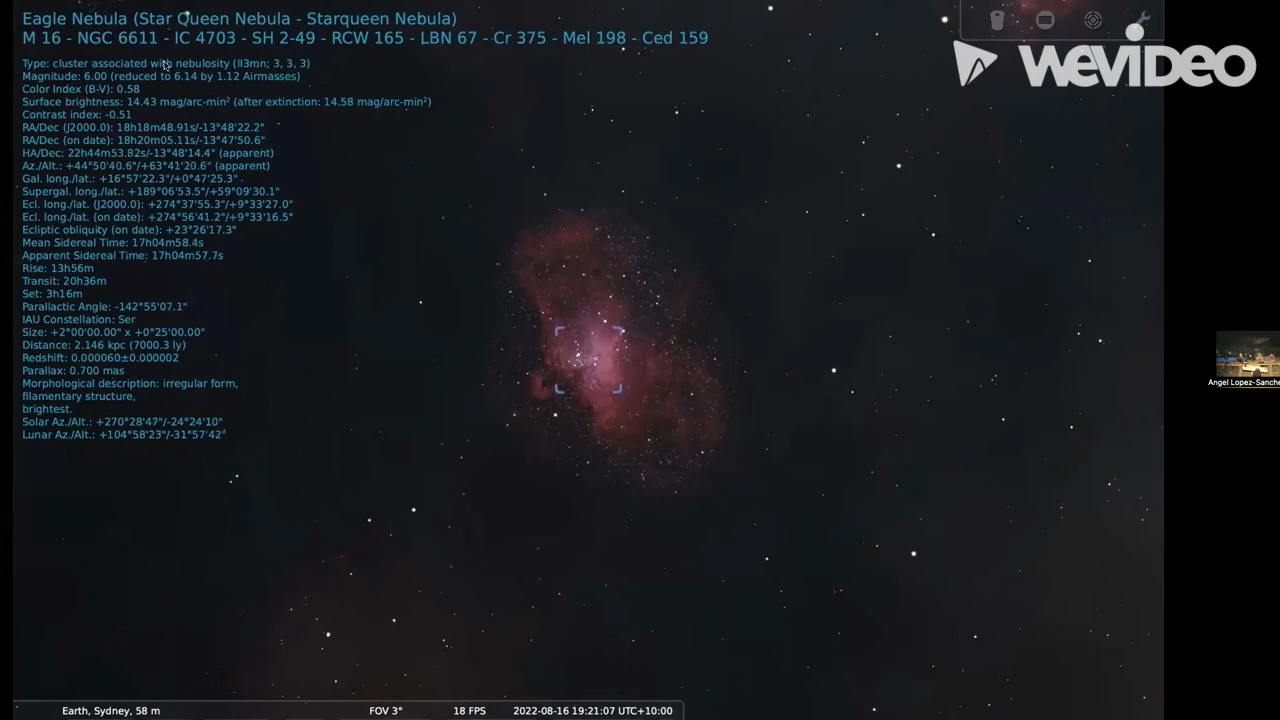 Eagle Nebula (Star Queen Nebula - Starqueen Nebula)
M 16 - NGC 6611 - IC 4703 - SH 2-49 - RCW 165 - LBN 67 - Cr 375 - Mel 198 - Ced 159
Type: cluster associated with nebulosity (II3mn; 3, 3, 3)
Magnitude: 6.00 (reduced to 6.14 by 1.12 Airmasses)
Color Index (B-V): 0.58
Surface brightness: 14.43 mag/arc-min² (after extinction: 14.58 mag/arc-min²)
Contrast index: -0.51
RA/Dec (J2000.0): 18h18m48.91s/-13°48'22.2"
RA/Dec (on date): 18h20m05.11s/-13°47'50.6"
HA/Dec: 22h44m53.82s/-13°48'14.4" (apparent)
Az./Alt.: +44°50'40.6"/+63°41'20.6" (apparent)
Gal. long./lat.: +16°57'22.3"/+0°47'25.3"
Supergal. long./lat.: +189°06'53.5"/+59°09'30.1"
Ecl. long./lat. (J2000.0): +274°37'55.3"/+9°33'27.0"
Ecl. long./lat. (on date): +274°56'41.2"/+9°33'16.5"
Ecliptic obliquity (on date): +23°26'17.3"
Mean Sidereal Time: 17h04m58.4s
Apparent Sidereal Time: 17h04m57.7s
Rise: 13h56m
Transit: 20h36m
Set: 3h16m
Parallactic Angle: -142°55'07.1"
IAU Constellation: Ser
Size: +2°00'00.00" x +0°25'00.00"
Distance: 2.146 kpc (7000.3 ly)
Redshift: 0.000060±0.000002
Parallax: 0.700 mas
Morphological description: irregular form,
filamentary structure,
brightest.
Solar Az./Alt.: +270°28'47"/-24°24'10"
Lunar Az./Alt.: +104°58'23"/-31°57'42"
WEVIDEO
Angel Lopez-Sanche
Earth, Sydney, 58 m
FOV 3°
18 FPS
2022-08-16 19:21:07 UTC+10:00